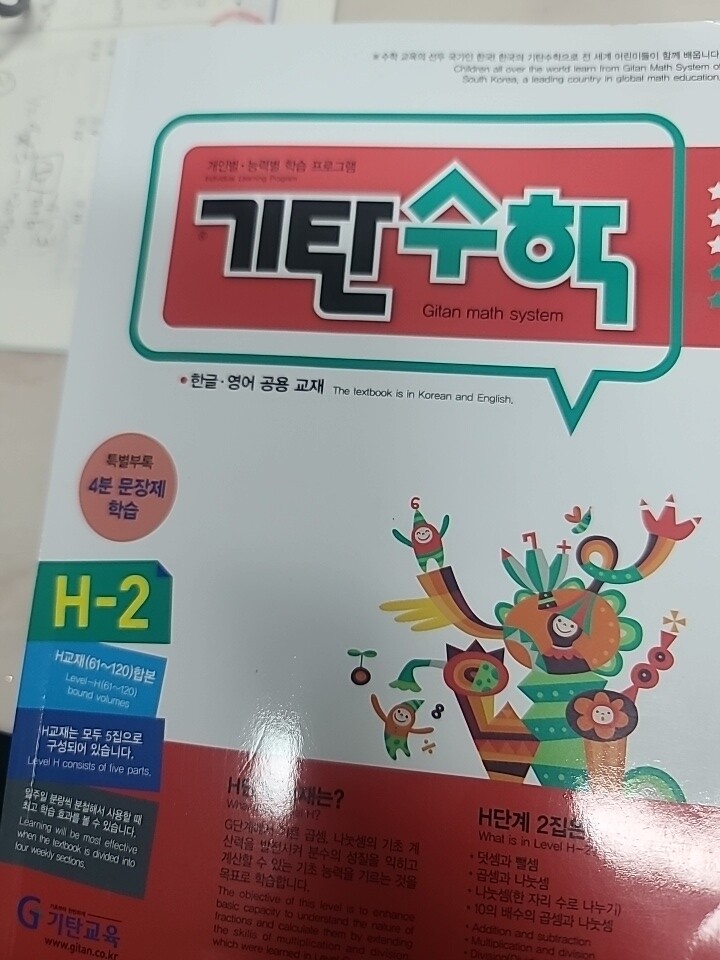 ※ 수학 교육의 선두 국가인 한국! 한국의 기탄수학으로 전 세계 어린이들이 함께 배웁니다
Children all over the world learn from Gitan Math System of
South Korea, a leading country in global math education.
개인별·능력별 학습 프로그램
Learning Program
기탄수학
Gitan math system
• 한글·영어 공용 교재 The textbook is in Korean and English.
특별부록
4분 문장제
학습
6
7 +
8
÷
H-2
H교재(61~120)합본
Level-H(61~120)
bound volumes
H교재는 모두 5집으로
구성되어 있습니다.
Level H consists of five parts.
일주일 분량씩 분철해서 사용할 때
최고 학습 효과를 볼 수 있습니다.
Learning will be most effective
when the textbook is divided into
four weekly sections.
G 기탄교육
www.gitan.co.kr
는?
H?
G단계에서 곱셈, 나눗셈의 기초 계
산력을 발전시켜 분수의 성질을 익히고
계산할 수 있는 기초 능력을 기르는 것을
목표로 학습합니다.
The objective of this level is to enhance
basic capacity to understand the nature of
fractions and calculate them by extending
the skills of multiplication and division,
which were learned in
H단계 2집은
What is in Level H-2
• 덧셈과 뺄셈
• 곱셈과 나눗셈
• 나눗셈(한 자리 수로 나누기)
• 10의 배수의 곱셈과 나눗셈
• Addition and subtraction
• Multiplication and division